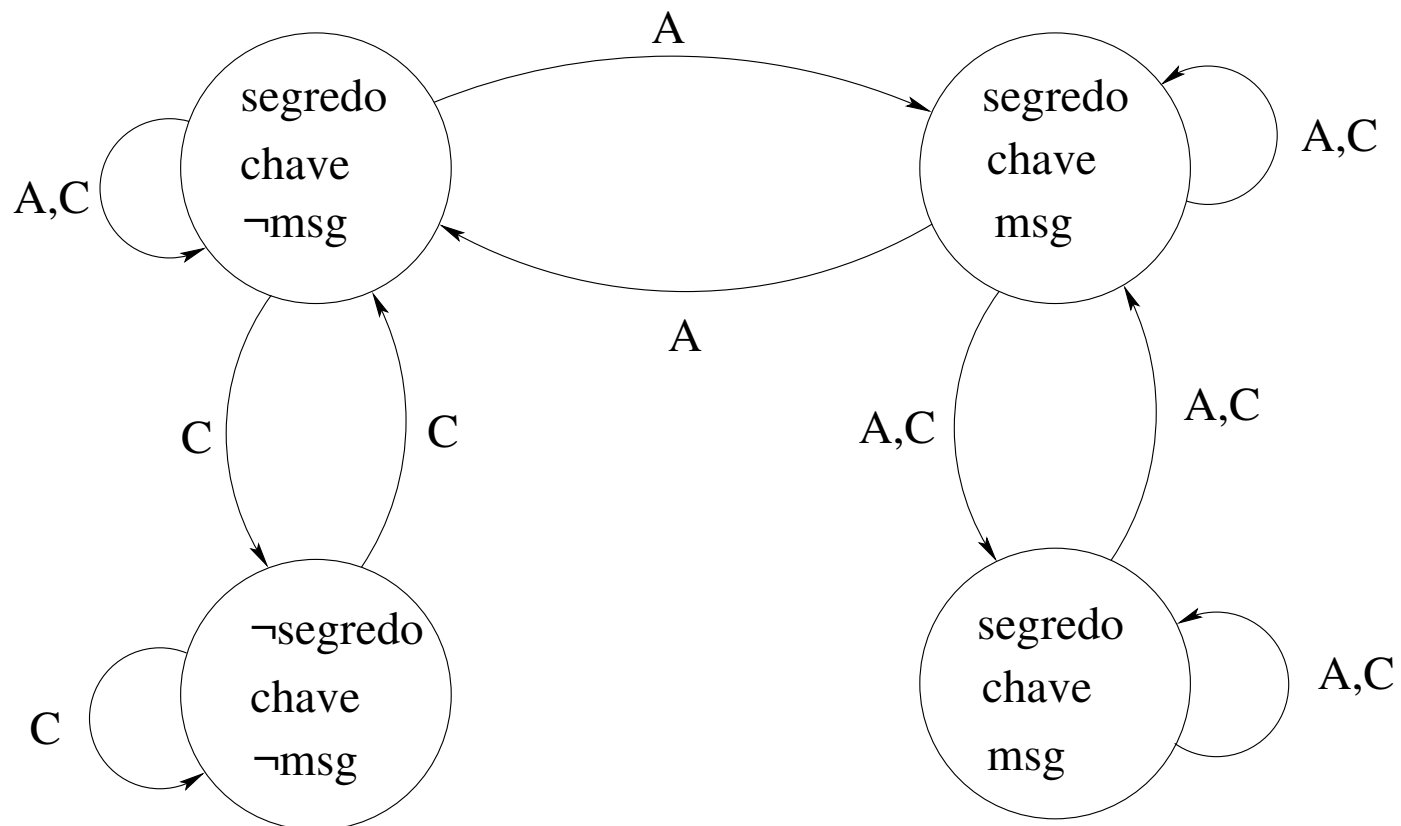 A
segredo
chave
¬msg
A,C
segredo
chave
msg
A,C
A
C
C
A,C
A,C
¬segredo
chave
¬msg
C
segredo
chave
msg
A,C